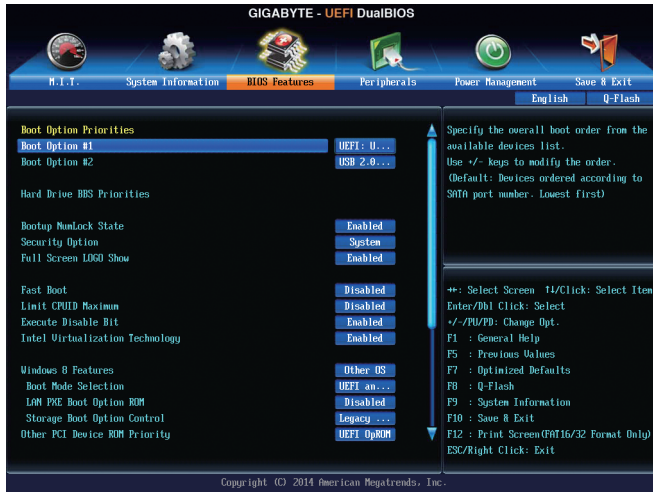 GIGABYTE - UEFI DualBIOS
M.I.T. System Information BIOS Features Peripherals Power Management Save & Exit
English Q-Flash
Boot Option Priorities
Boot Option #1 UEFI: U...
Boot Option #2 USB 2.0...
Hard Drive BBS Priorities
Bootup NumLock State Enabled
Security Option System
Full Screen LOGO Show Enabled
Fast Boot Disabled
Limit CPUID Maximum Disabled
Execute Disable Bit Enabled
Intel Virtualization Technology Enabled
Windows 8 Features Other OS
Boot Mode Selection UEFI an...
LAN PXE Boot Option ROM Disabled
Storage Boot Option Control Legacy ...
Other PCI Device ROM Priority UEFI OpROM
Specify the overall boot order from the
available devices list.
Use +/- keys to modify the order.
(Default: Devices ordered according to
SATA port number. Lowest first)
→←: Select Screen ↑↓/Click: Select Item
Enter/Dbl Click: Select
+/-/PU/PD: Change Opt.
F1 : General Help
F5 : Previous Values
F7 : Optimized Defaults
F8 : Q-Flash
F9 : System Information
F10 : Save & Exit
F12 : Print Screen(FAT16/32 Format Only)
ESC/Right Click: Exit
Copyright (C) 2014 American Megatrends, Inc.